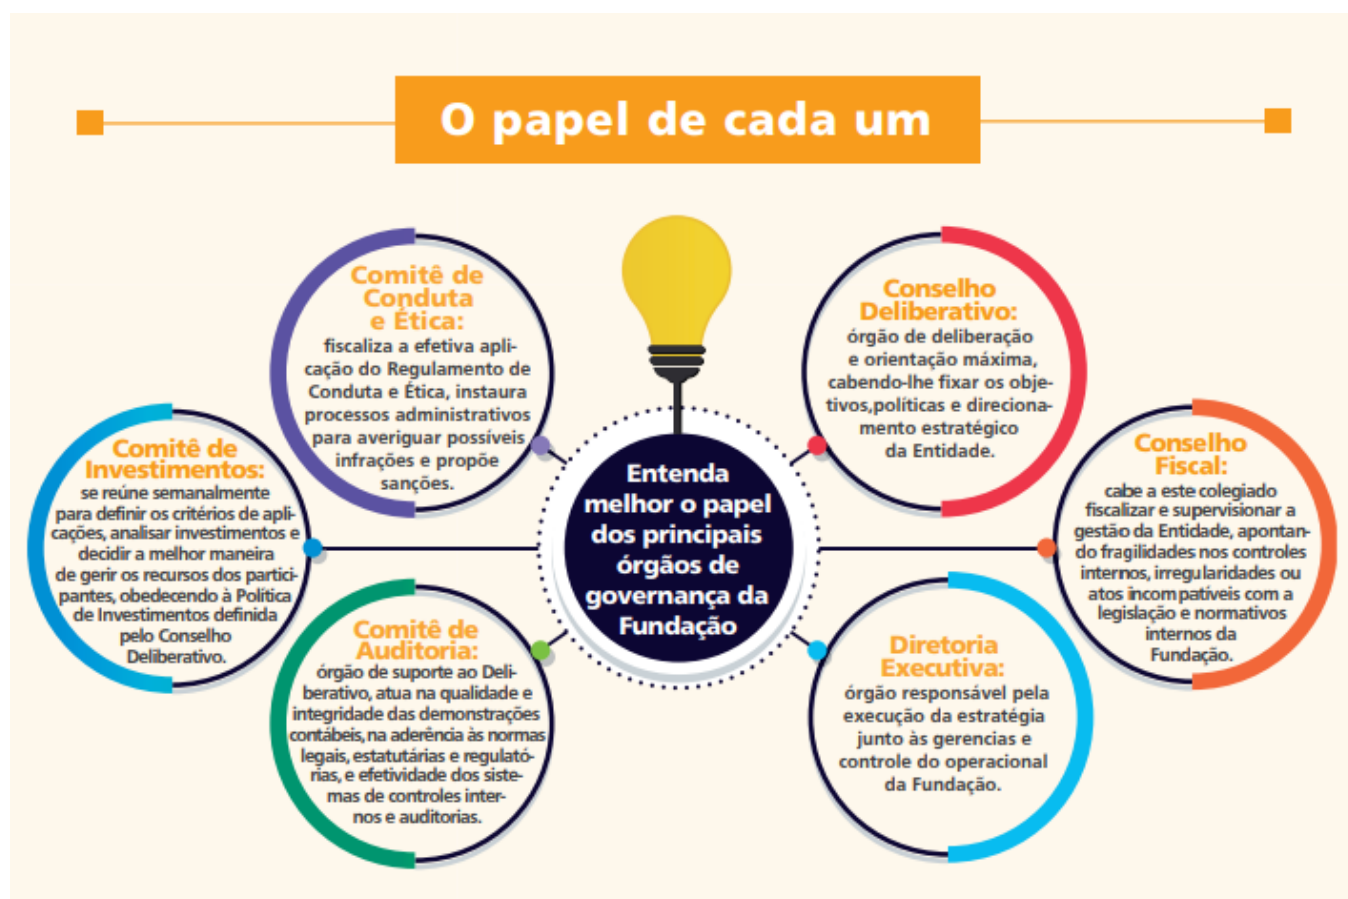 O papel de cada um
Comitê de
Conduta
e Ética:
fiscaliza a efetiva apli-
cação do Regulamento de
Conduta e Ética, instaura
processos administrativos
para averiguar possíveis
infrações e propõe
sanções.
Conselho
Deliberativo:
órgão de deliberação
e orientação máxima,
cabendo-lhe fixar os obje-
tivos,políticas e direciona-
mento estratégico
da Entidade.
Comitê de
Investimentos:
se reúne semanalmente
para definir os critérios de apli-
cações, analisar investimentos e
decidir a melhor maneira
de gerir os recursos dos partici-
pantes, obedecendo à Política
de Investimentos definida
pelo Conselho
Deliberativo.
Entenda
melhor o papel
dos principais
órgãos de
governança da
Fundação
Conselho
Fiscal:
cabe a este colegiado
fiscalizar e supervisionar a
gestão da Entidade, apontan-
do fragilidades nos controles
internos, irregularidades ou
atos incompatíveis com a
legislação e normativos
internos da
Fundação.
Comitê de
Auditoria:
órgão de suporte ao Deli-
berativo, atua na qualidade e
integridade das demonstrações
contábeis, na aderência às normas
legais, estatutárias e regulató-
rias, e efetividade dos siste-
mas de controles inter-
nos e auditorias.
Diretoria
Executiva:
órgão responsável pela
execução da estratégia
junto às gerencias e
controle do operacional
da Fundação.